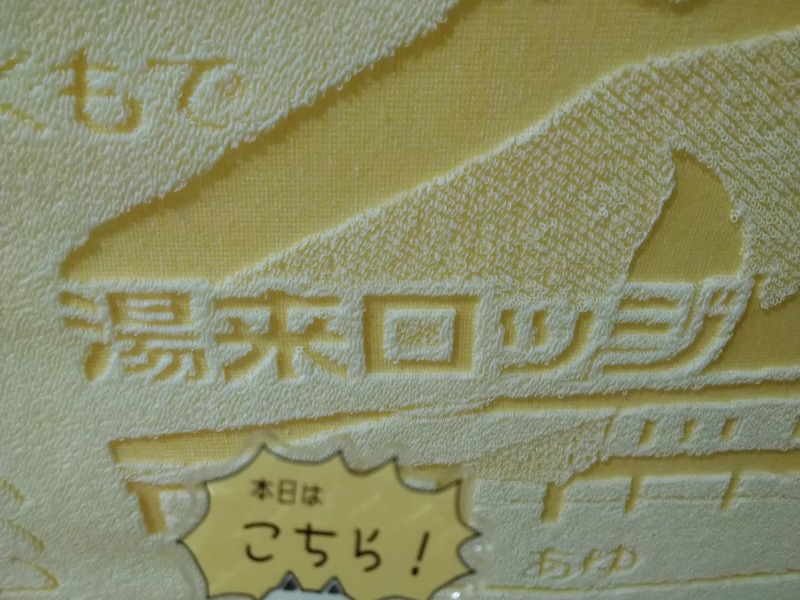 くもで
湯来ロッジ
本日は
こちら!
あゆ